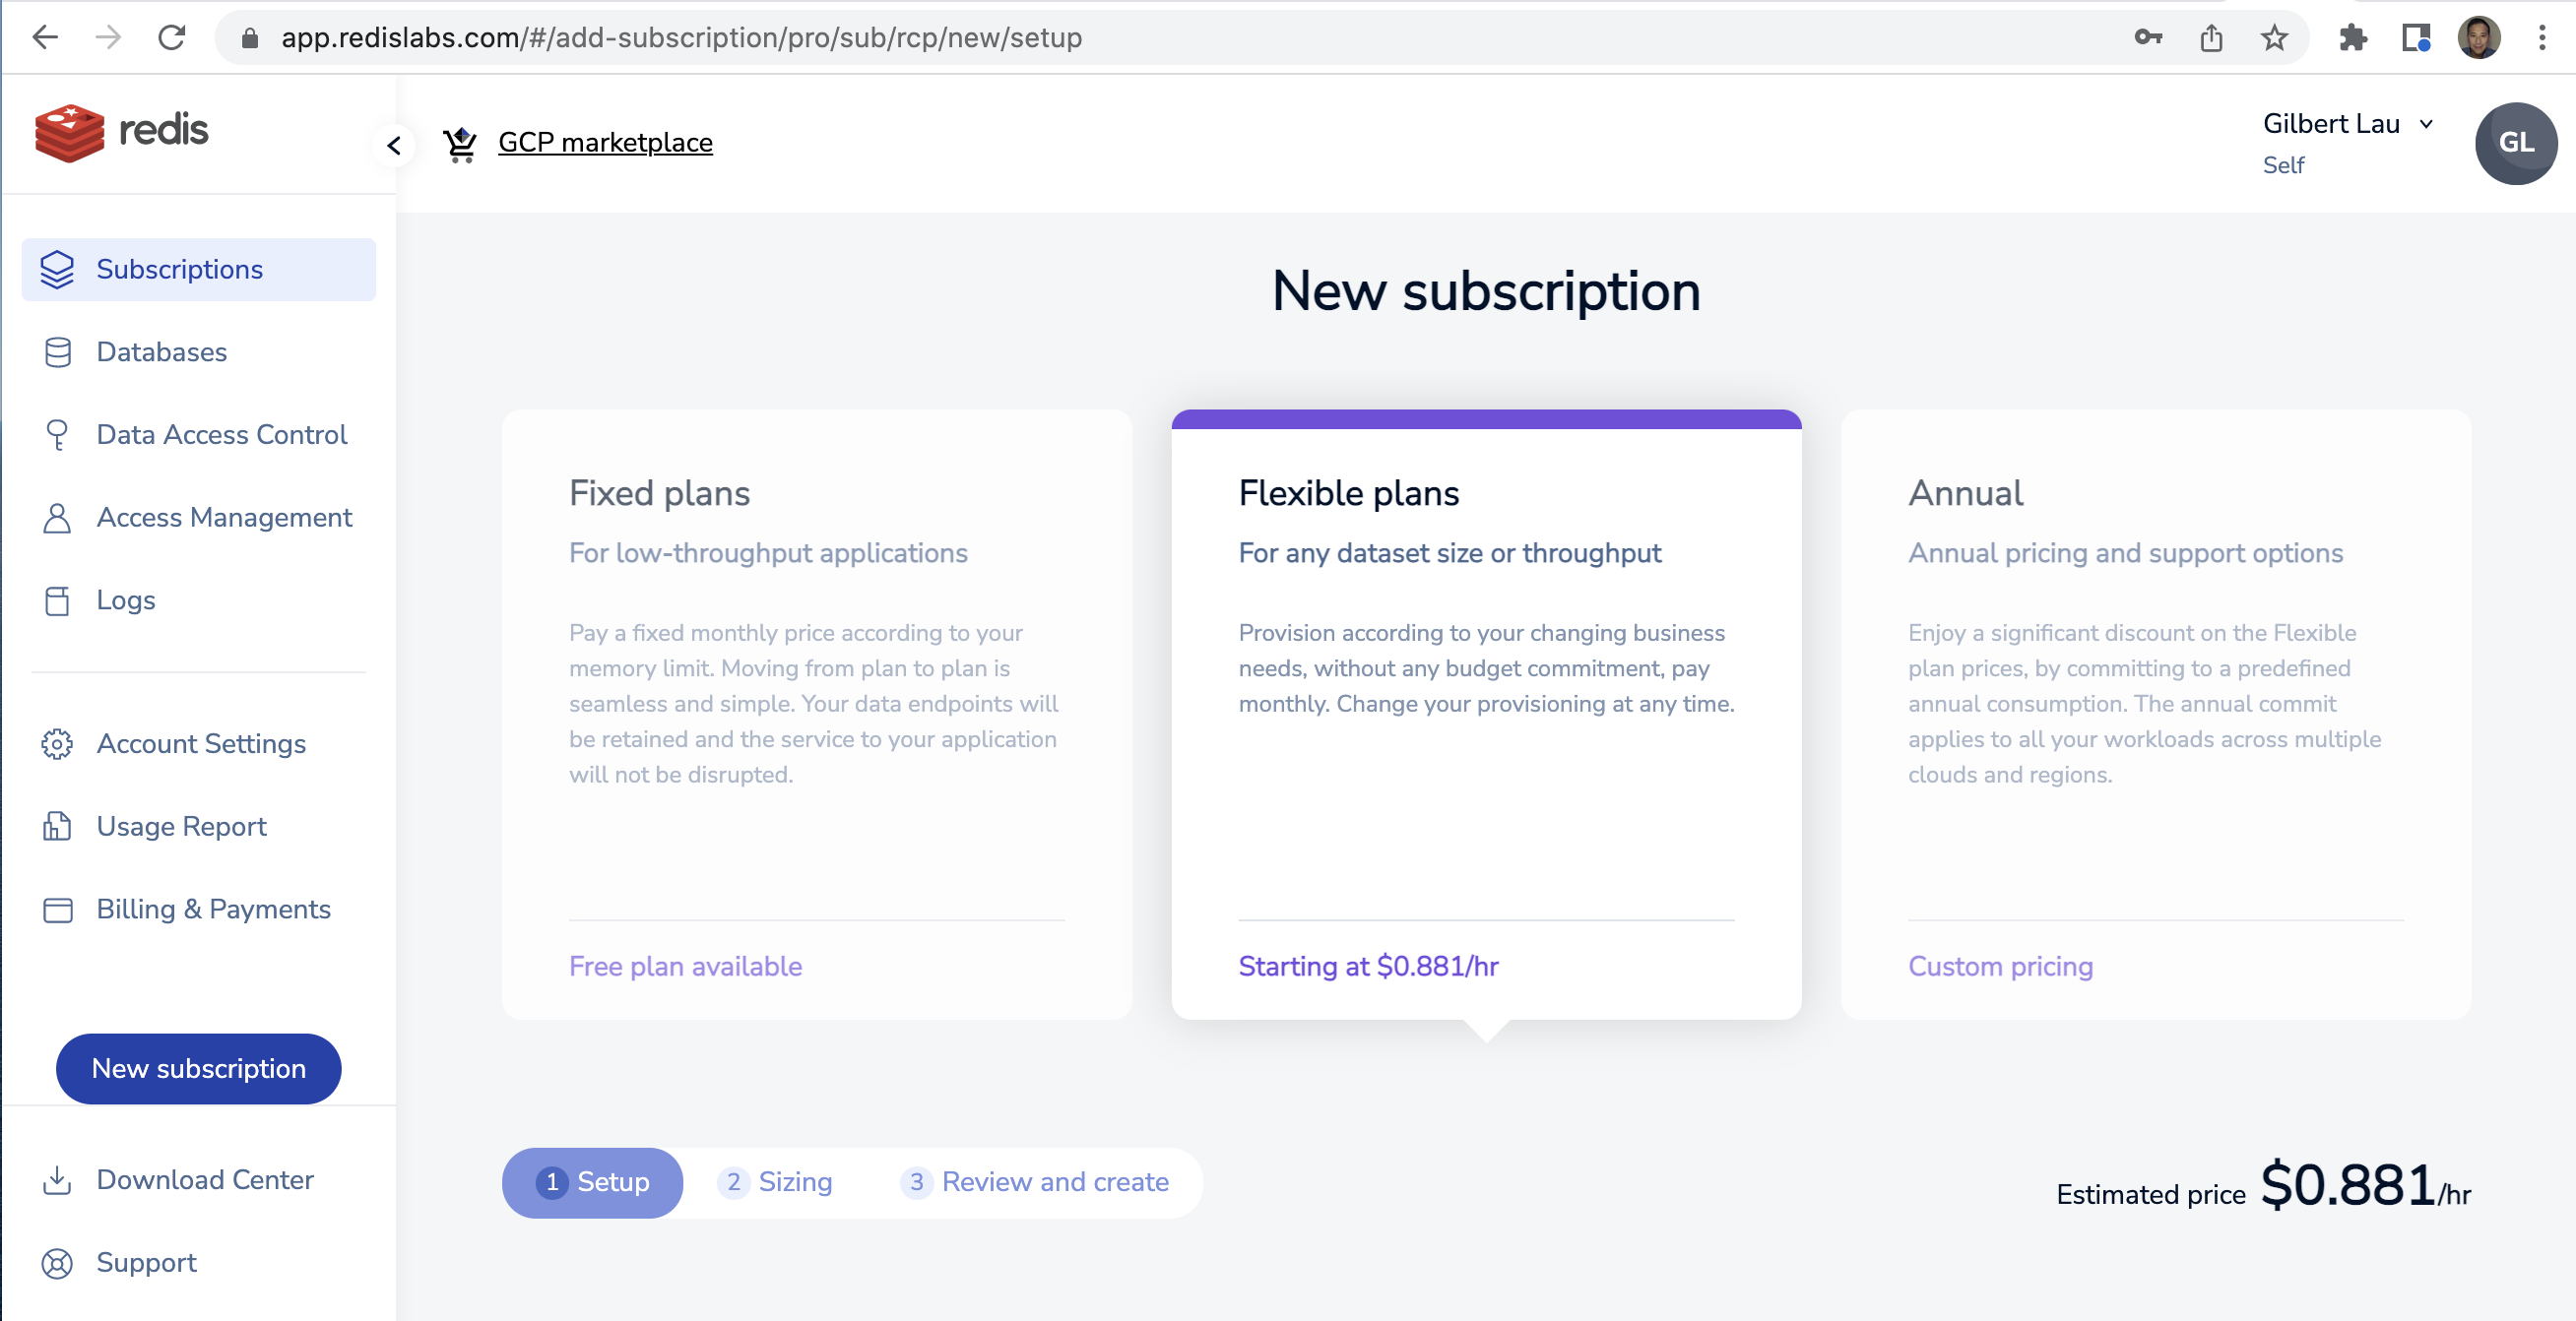 app.redislabs.com/#/add-subscription/pro/sub/rcp/new/setup
redis
GCP marketplace
Gilbert Lau
Self
GL
Subscriptions
Databases
Data Access Control
Access Management
Logs
Account Settings
Usage Report
Billing & Payments
New subscription
Download Center
Support
New subscription
Fixed plans
For low-throughput applications
Pay a fixed monthly price according to your
memory limit. Moving from plan to plan is
seamless and simple. Your data endpoints will
be retained and the service to your application
will not be disrupted.
Free plan available
Flexible plans
For any dataset size or throughput
Provision according to your changing business
needs, without any budget commitment, pay
monthly. Change your provisioning at any time.
Starting at $0.881/hr
Annual
Annual pricing and support options
Enjoy a significant discount on the Flexible
plan prices, by committing to a predefined
annual consumption. The annual commit
applies to all your workloads across multiple
clouds and regions.
Custom pricing
1 Setup 2 Sizing 3 Review and create
Estimated price $0.881/hr